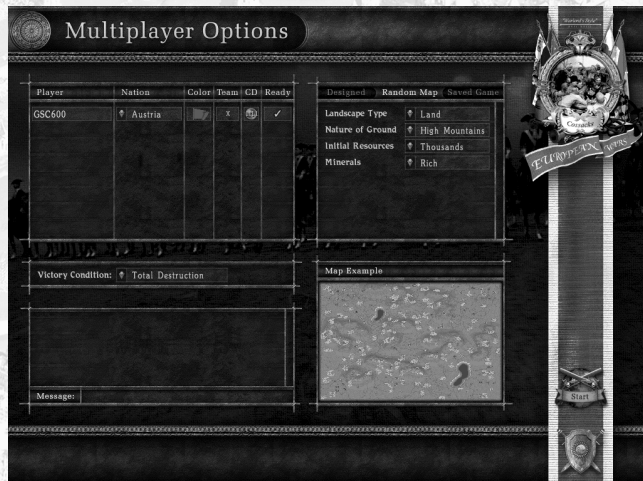 Multiplayer Options
"Warlord's Style"
Player Nation Color Team CD Ready
GSC600 Austria x ✓
Designed Random Map Saved Game
Landscape Type Land
Nature of Ground High Mountains
Initial Resources Thousands
Minerals Rich
Cossacks
EUROPEAN WARS
Victory Condition: Total Destruction
Map Example
Message:
Start